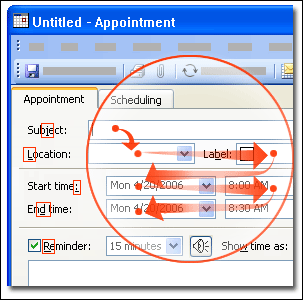 Untitled - Appointment
Appointment Scheduling
Subject:
Location: Label:
Start time: Mon 4/20/2006 8:00 AM
End time: Mon 4/20/2006 8:30 AM
Reminder: 15 minutes Show time as: